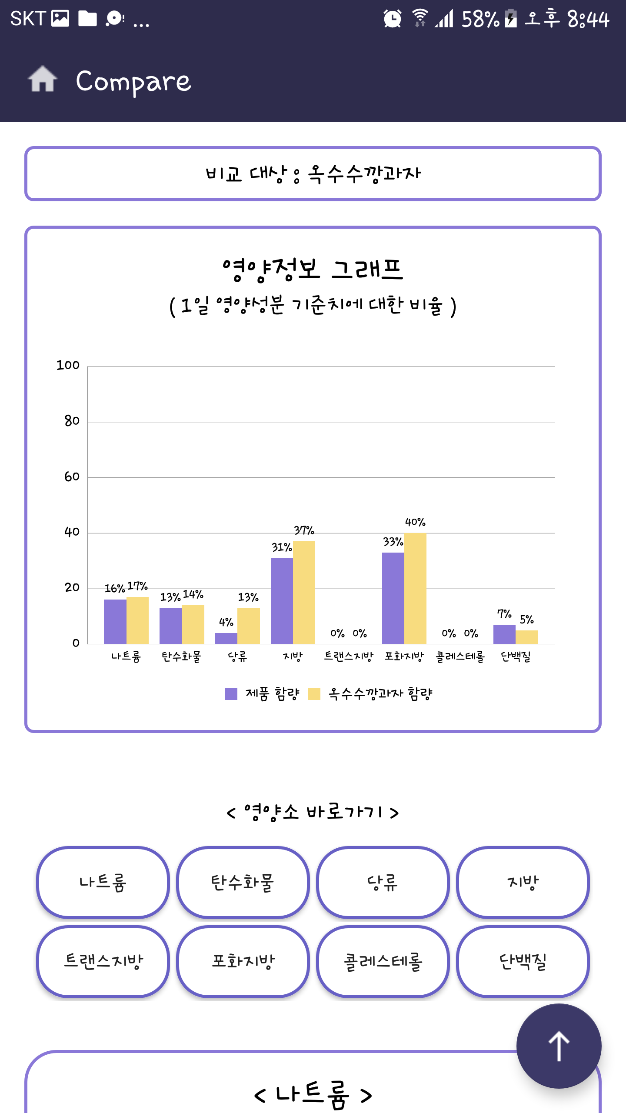 SKT ... 58% 오후 8:44
Compare
비교 대상 : 옥수수깡과자
영양정보 그래프
( 1일 영양성분 기준치에 대한 비율 )
100
80
60
40
20
0
16% 17% 13% 14% 4% 13% 31% 37% 0% 0% 33% 40% 0% 0% 7% 5%
나트륨 탄수화물 당류 지방 트랜스지방 포화지방 콜레스테롤 단백질
제품 함량 옥수수깡과자 함량
< 영양소 바로가기 >
나트륨 탄수화물 당류 지방
트랜스지방 포화지방 콜레스테롤 단백질
< 나트륨 >